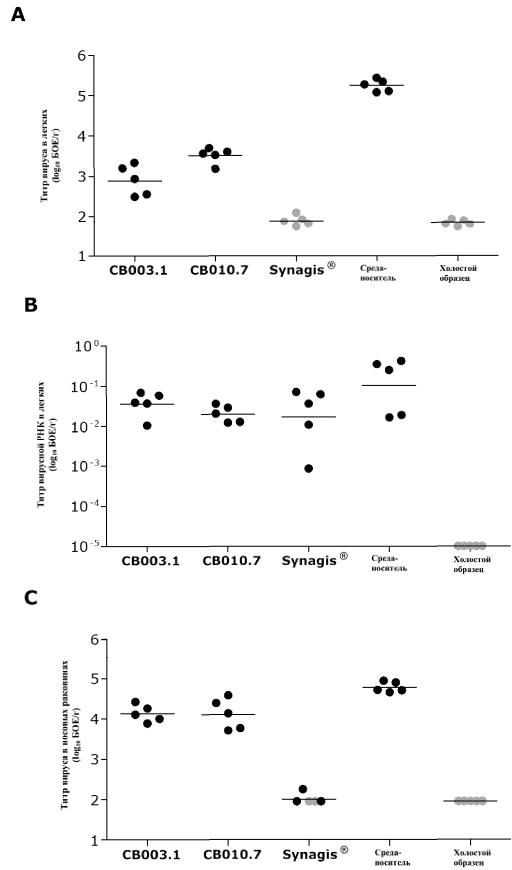 A
Титр вируса в легких
(log₁₀ БОЕ/г)
6
5
4
3
2
1
CB003.1 CB010.7 Synagis® Среда-носитель Холостой образец
B
Титр вирусной РНК в легких
(log₁₀ БОЕ/г)
10⁰
10⁻¹
10⁻²
10⁻³
10⁻⁴
10⁻⁵
CB003.1 CB010.7 Synagis® Среда-носитель Холостой образец
C
Титр вируса в носовых раковинах
(log₁₀ БОЕ/г)
6
5
4
3
2
1
CB003.1 CB010.7 Synagis® Среда-носитель Холостой образец